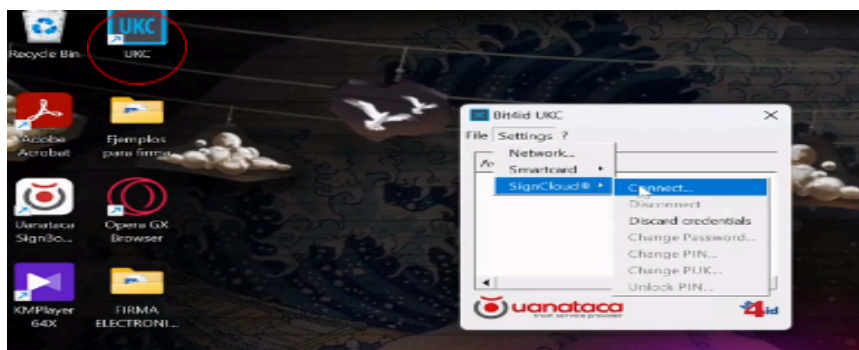 UKC
Recycle Bin
UKC
Adobe
Acrobat
Ejemplos
para firma
Uanataca
SignBo...
Opera GX
Browser
KMPlayer
64X
FIRMA
ELECTRONI...
Bit4id UKC
File Settings ?
Network...
Smartcard
SignCloud®
Connect...
Disconnect
Discard credentials
Change Password...
Change PIN...
Change PUK...
Unlock PIN...
uanataca
trust service provider
4id